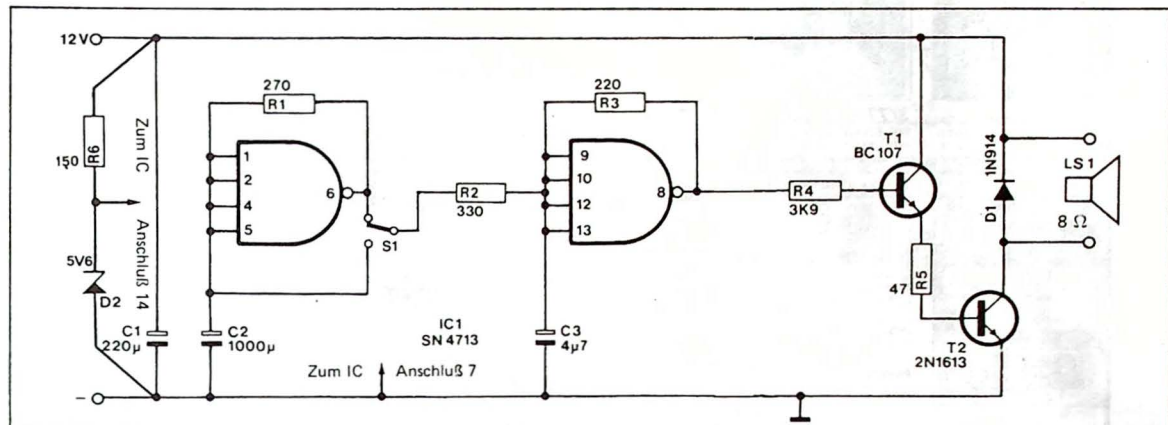 12V
270
R1
220
R3
Zum IC
Anschluß 14
150
R6
1
2
4
5
6
S1
R2
330
9
10
12
13
8
R4
3K9
T1
BC107
1N914
D1
LS 1
8 Ω
5V6
D2
47
R5
C1
220µ
C2
1000µ
IC1
SN 4713
C3
4µ7
T2
2N1613
Zum IC Anschluß 7
–